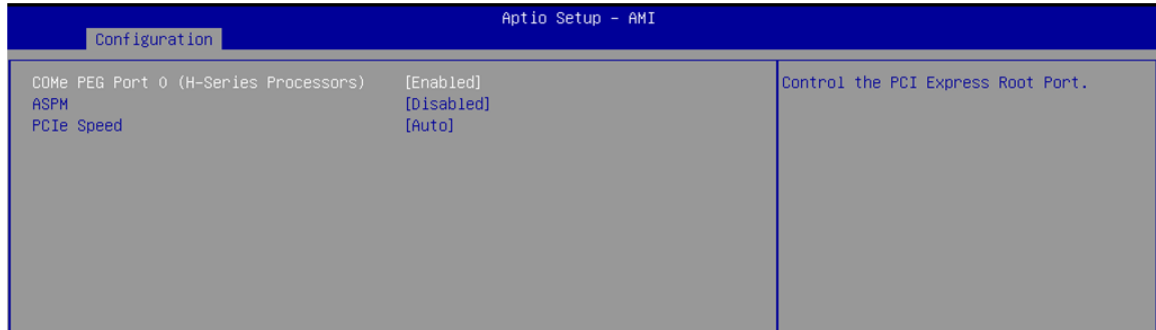 Aptio Setup - AMI
Configuration
COMe PEG Port 0 (H-Series Processors) [Enabled] Control the PCI Express Root Port.
ASPM [Disabled]
PCIe Speed [Auto]